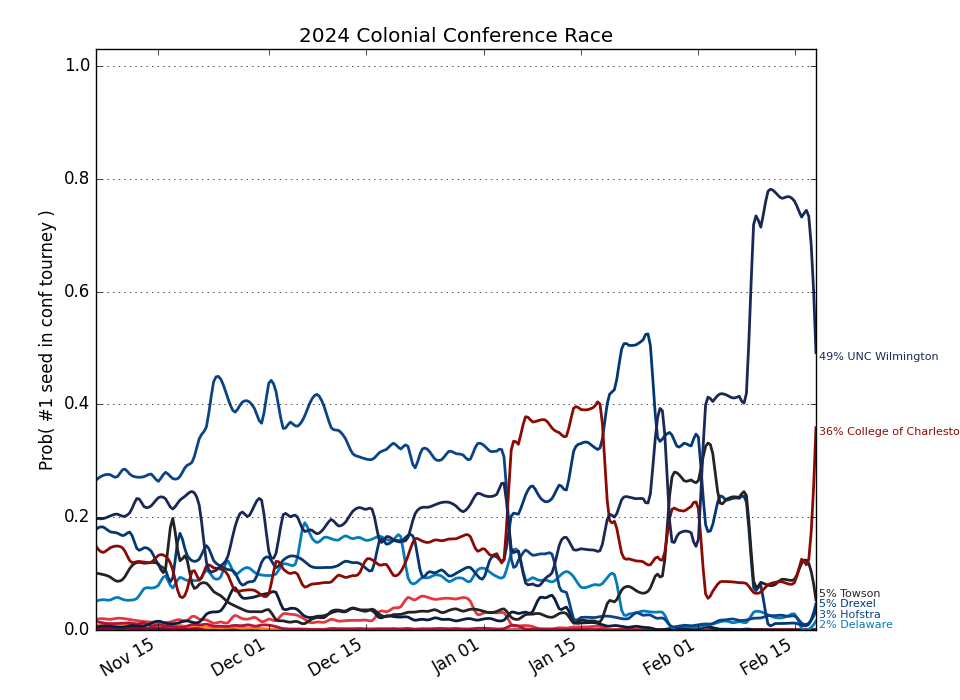 2024 Colonial Conference Race
Prob( #1 seed in conf tourney )
1.0
0.8
0.6
0.4
0.2
0.0
49% UNC Wilmington
36% College of Charlesto
5% Towson
5% Drexel
3% Hofstra
2% Delaware
Nov 15
Dec 01
Dec 15
Jan 01
Jan 15
Feb 01
Feb 15